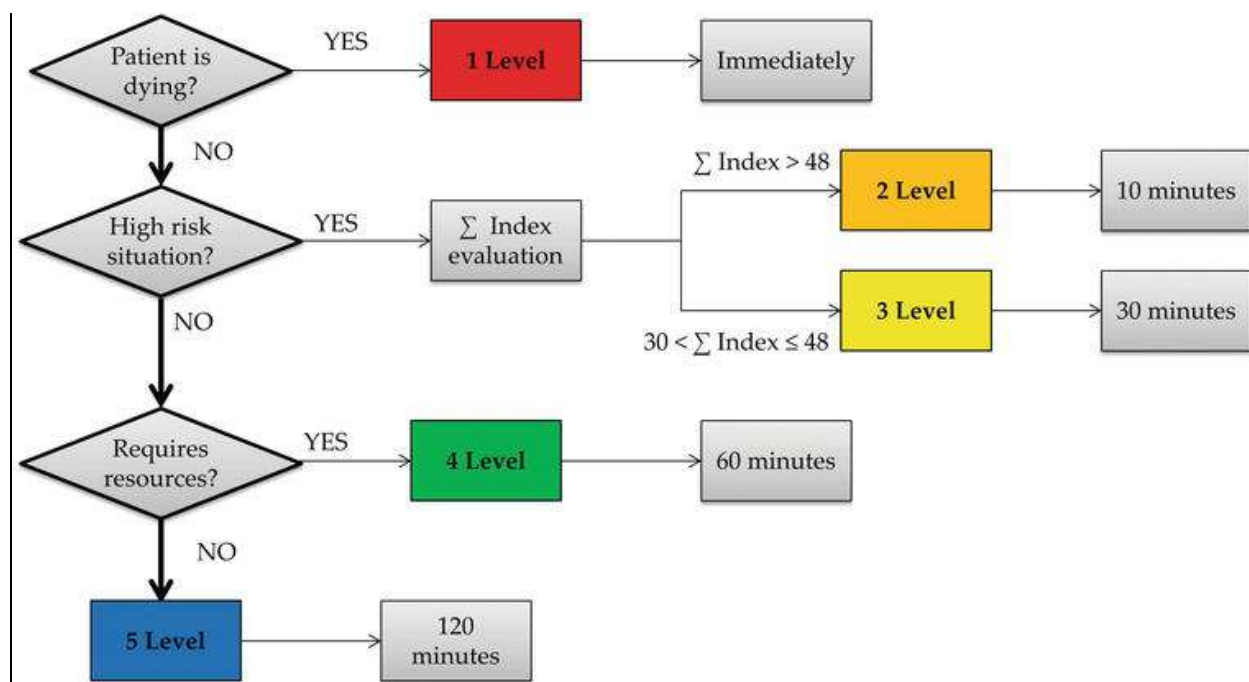 Patient is
dying?
YES
1 Level
Immediately
NO
High risk
situation?
YES
∑ Index
evaluation
∑ Index > 48
2 Level
10 minutes
30 < ∑ Index ≤ 48
3 Level
30 minutes
NO
Requires
resources?
YES
4 Level
60 minutes
NO
5 Level
120
minutes